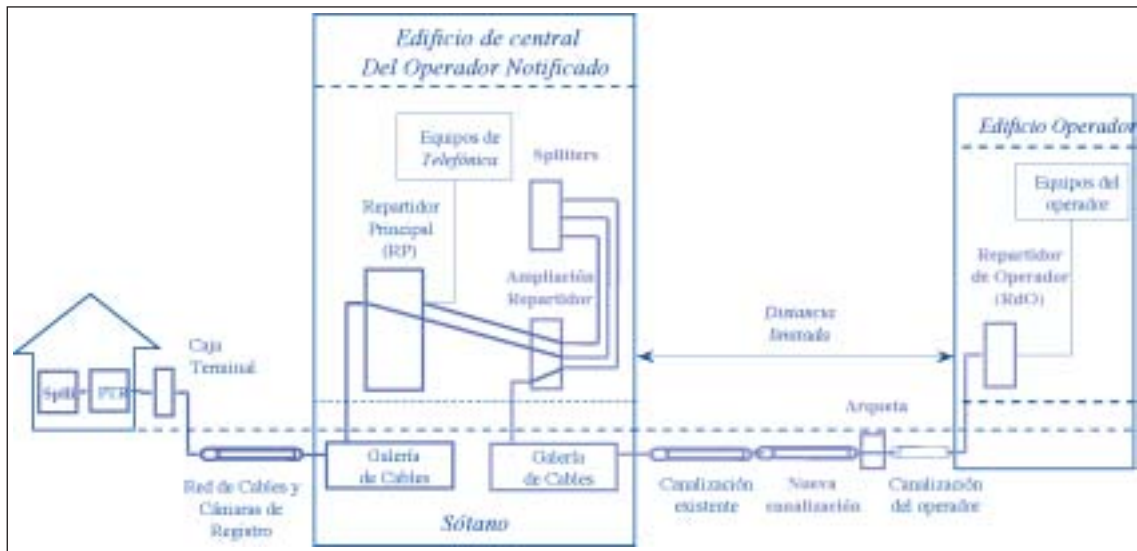 Edificio de central
Del Operador Notificado
Equipos de
Telefónica
Splitters
Repartidor
Principal
(RP)
Ampliación
Repartidor
Edificio Operador
Equipos del
operador
Repartidor
de Operador
(RdO)
Distancia
limitada
Caja
Terminal
Split
PTR
Arqueta
Galería
de Cables
Galería
de Cables
Red de Cables y
Cámaras de
Registro
Sótano
Canalización
existente
Nueva
canalización
Canalización
del operador